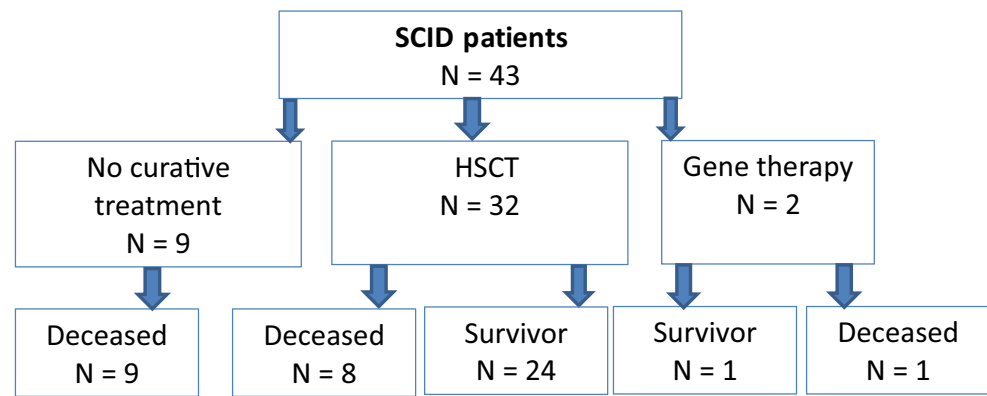 SCID patients
N = 43
No curative
treatment
N = 9
HSCT
N = 32
Gene therapy
N = 2
Deceased
N = 9
Deceased
N = 8
Survivor
N = 24
Survivor
N = 1
Deceased
N = 1